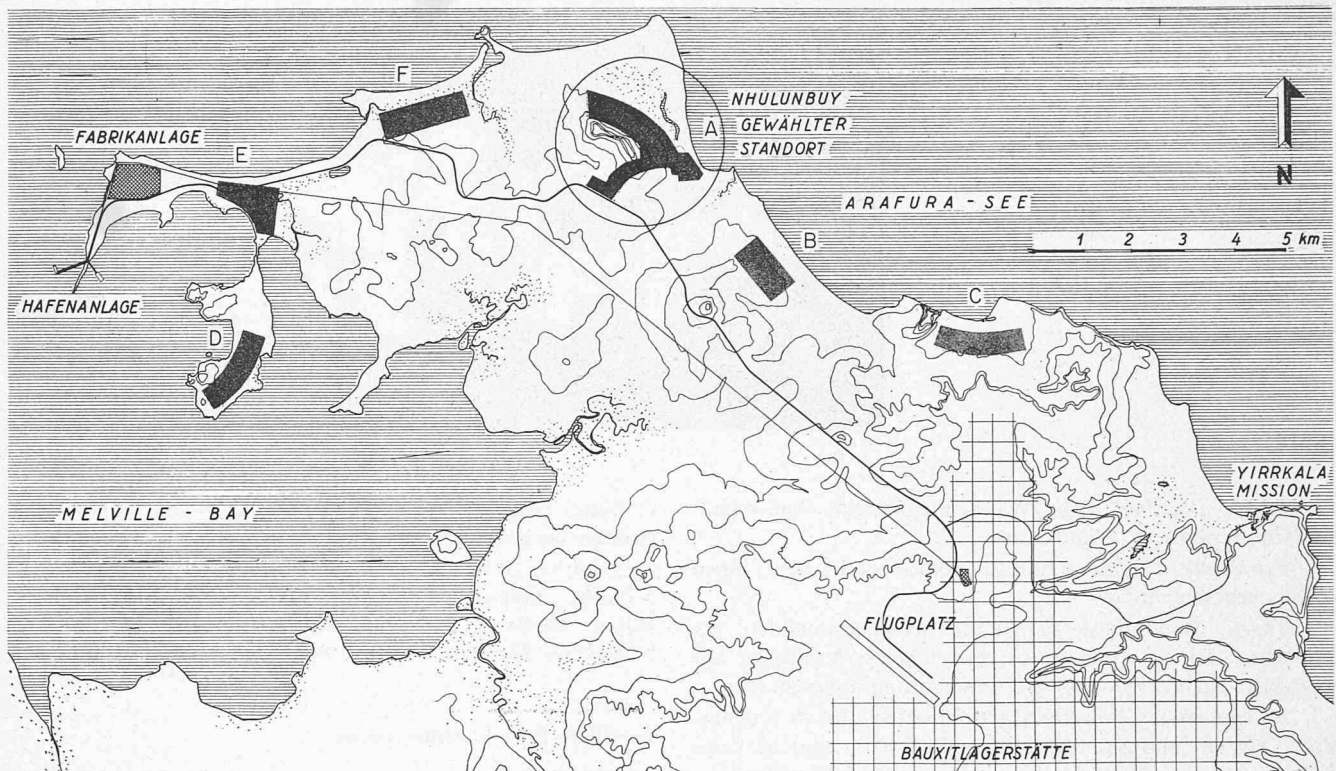 F
NHULUNBUY
A GEWÄHLTER
STANDORT
FABRIKANLAGE
E
N
ARAFURA - SEE
1 2 3 4 5 km
B
HAFENANLAGE
C
D
YIRRKALA
MISSION
MELVILLE - BAY
FLUGPLATZ
BAUXITLAGERSTÄTTE